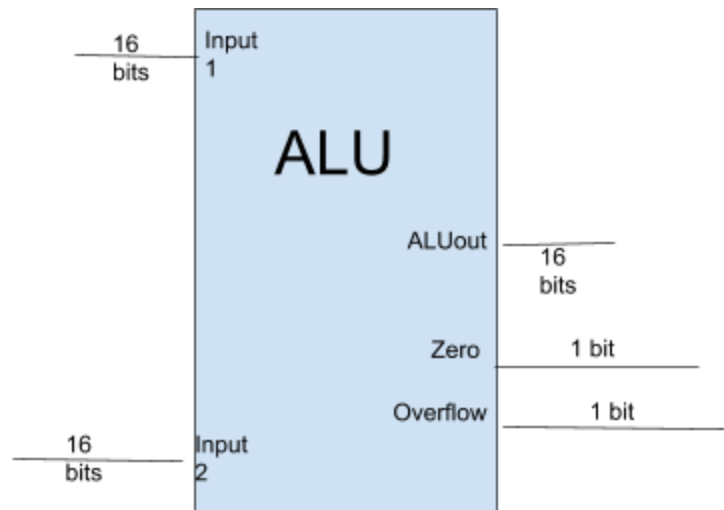 16
bits
Input
1
ALU
ALUout
16
bits
Zero
1 bit
Overflow
1 bit
16
bits
Input
2